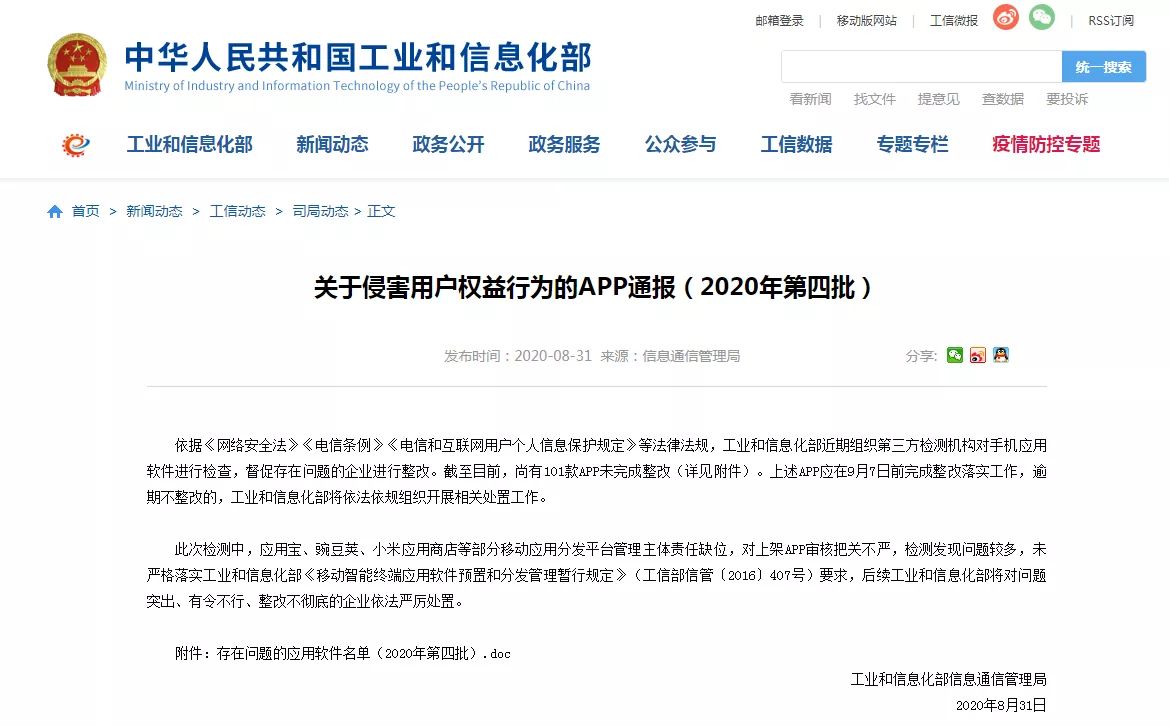 邮箱登录 | 移动版网站 | 工信微报 | RSS订阅
中华人民共和国工业和信息化部
Ministry of Industry and Information Technology of the People's Republic of China
统一搜索
看新闻 找文件 提意见 查数据 要投诉
工业和信息化部 新闻动态 政务公开 政务服务 公众参与 工信数据 专题专栏 疫情防控专题
首页 > 新闻动态 > 工信动态 > 司局动态 > 正文
关于侵害用户权益行为的APP通报（2020年第四批）
发布时间：2020-08-31 来源：信息通信管理局 分享:
依据《网络安全法》《电信条例》《电信和互联网用户个人信息保护规定》等法律法规，工业和信息化部近期组织第三方检测机构对手机应用
软件进行检查，督促存在问题的企业进行整改。截至目前，尚有101款APP未完成整改（详见附件）。上述APP应在9月7日前完成整改落实工作，逾
期不整改的，工业和信息化部将依法依规组织开展相关处置工作。
此次检测中，应用宝、豌豆荚、小米应用商店等部分移动应用分发平台管理主体责任缺位，对上架APP审核把关不严，检测发现问题较多，未
严格落实工业和信息化部《移动智能终端应用软件预置和分发管理暂行规定》（工信部信管〔2016〕407号）要求，后续工业和信息化部将对问题
突出、有令不行、整改不彻底的企业依法严厉处置。
附件：存在问题的应用软件名单（2020年第四批）.doc
工业和信息化部信息通信管理局
2020年8月31日